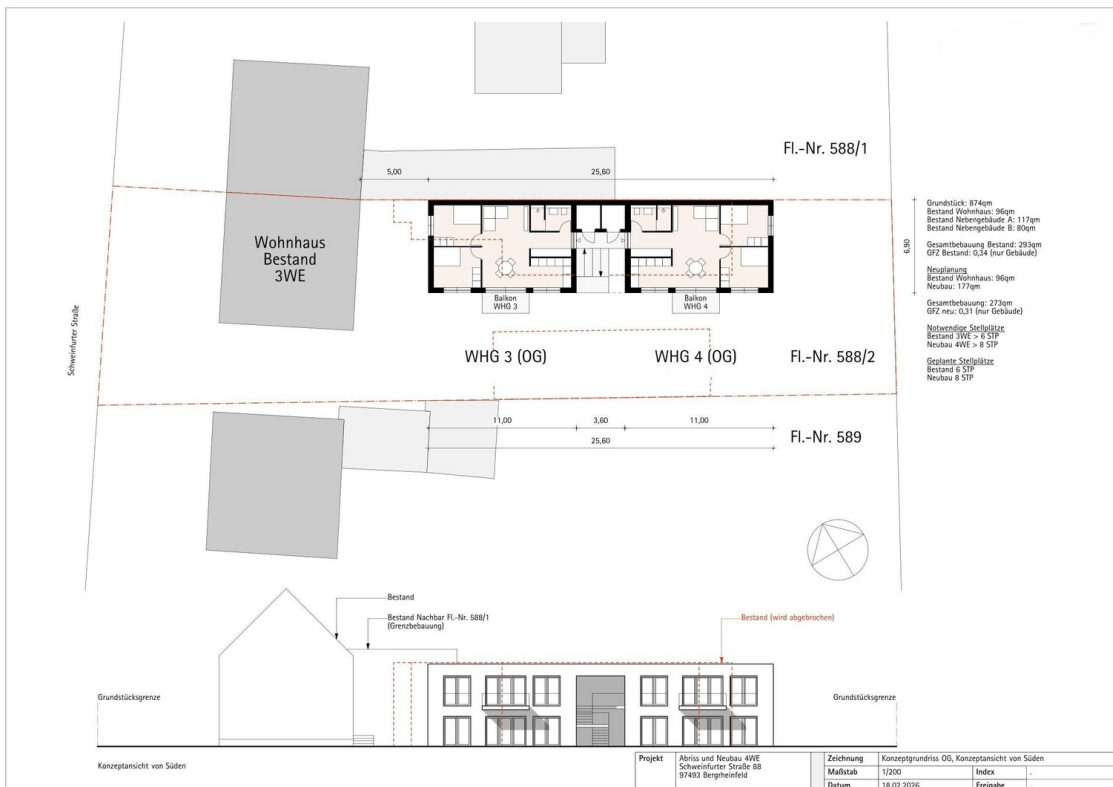 Fl.-Nr. 588/1
5,00
25,60
Wohnhaus
Bestand
3WE
Balkon
WHG 3
Balkon
WHG 4
6,90
Grundstück: 874qm
Bestand Wohnhaus: 96qm
Bestand Nebengebäude A: 117qm
Bestand Nebengebäude B: 80qm
Gesamtbebauung Bestand: 293qm
GFZ Bestand: 0,34 (nur Gebäude)
Neuplanung
Bestand Wohnhaus: 96qm
Neubau: 177qm
Gesamtbebauung: 273qm
GFZ neu: 0,31 (nur Gebäude)
Notwendige Stellplätze
Bestand 3WE > 6 STP
Neubau 4WE > 8 STP
Geplante Stellplätze
Bestand 6 STP
Neubau 8 STP
Schweinfurter Straße
WHG 3 (OG)
WHG 4 (OG)
Fl.-Nr. 588/2
11,00
3,60
11,00
25,60
Fl.-Nr. 589
Bestand
Bestand Nachbar Fl.-Nr. 588/1
(Grenzbebauung)
Bestand (wird abgebrochen)
Grundstücksgrenze
Grundstücksgrenze
Konzeptansicht von Süden
Projekt
Abriss und Neubau 4WE
Schweinfurter Straße 88
97493 Bergrheinfeld
Zeichnung
Konzeptgrundriss OG, Konzeptansicht von Süden
Maßstab
1/200
Index
-
Datum
18.02.2026
Freigabe